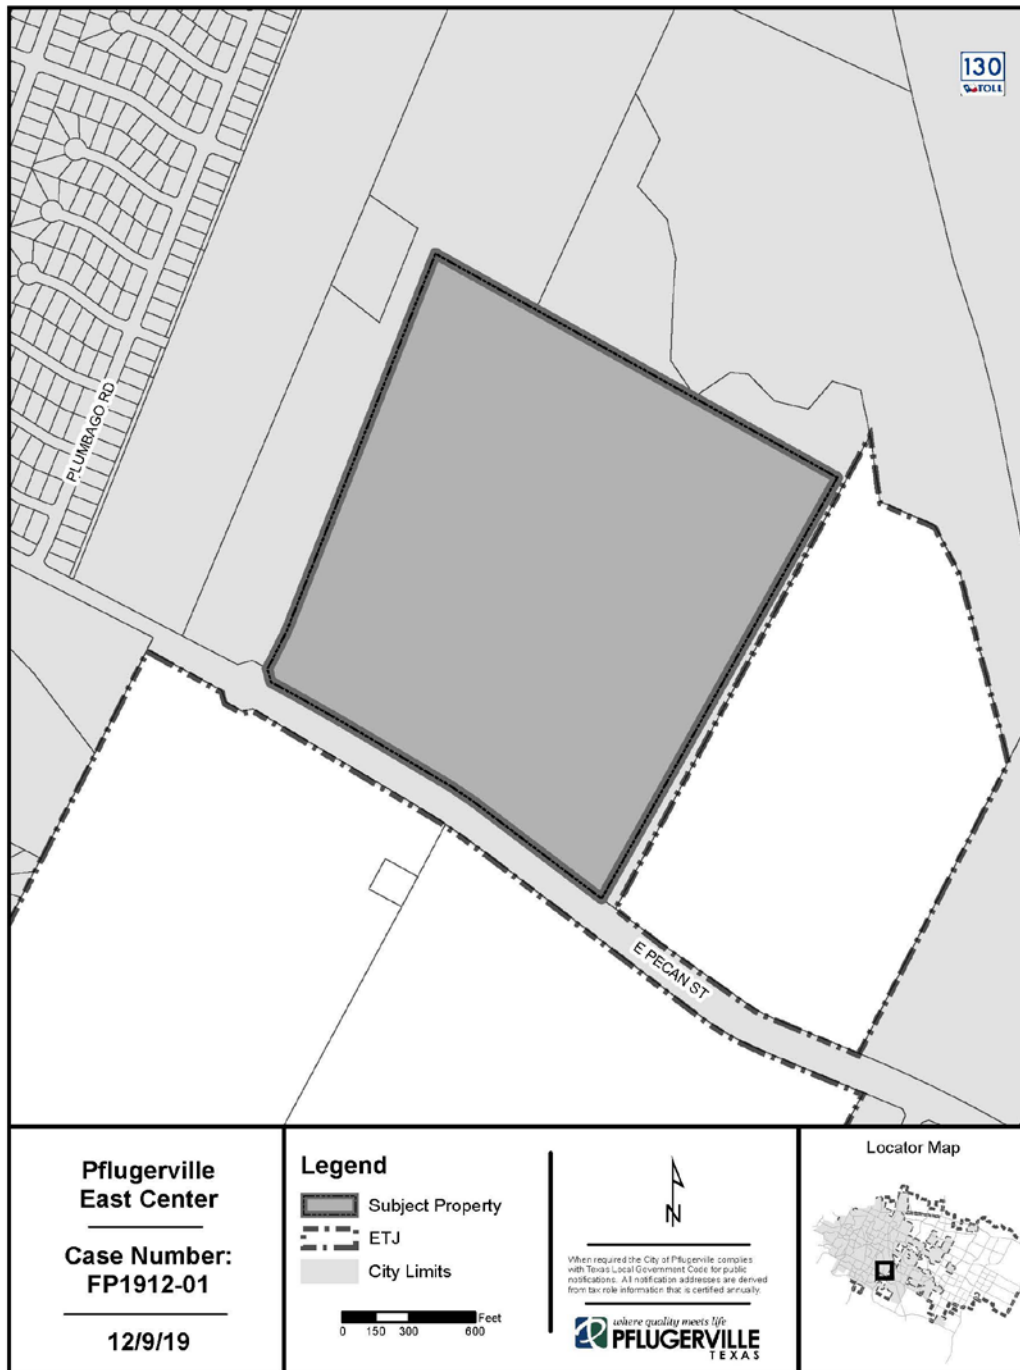 130
TOLL
PLUMBAGO RD
E PECAN ST
Pflugerville
East Center
Case Number:
FP1912-01
12/9/19
Legend
Subject Property
ETJ
City Limits
Feet
0 150 300 600
N
When required the City of Pflugerville complies
with Texas Local Government Code for public
notifications. All notification addresses are derived
from tax role information that is certified annually.
where quality meets life
PFLUGERVILLE
TEXAS
Locator Map